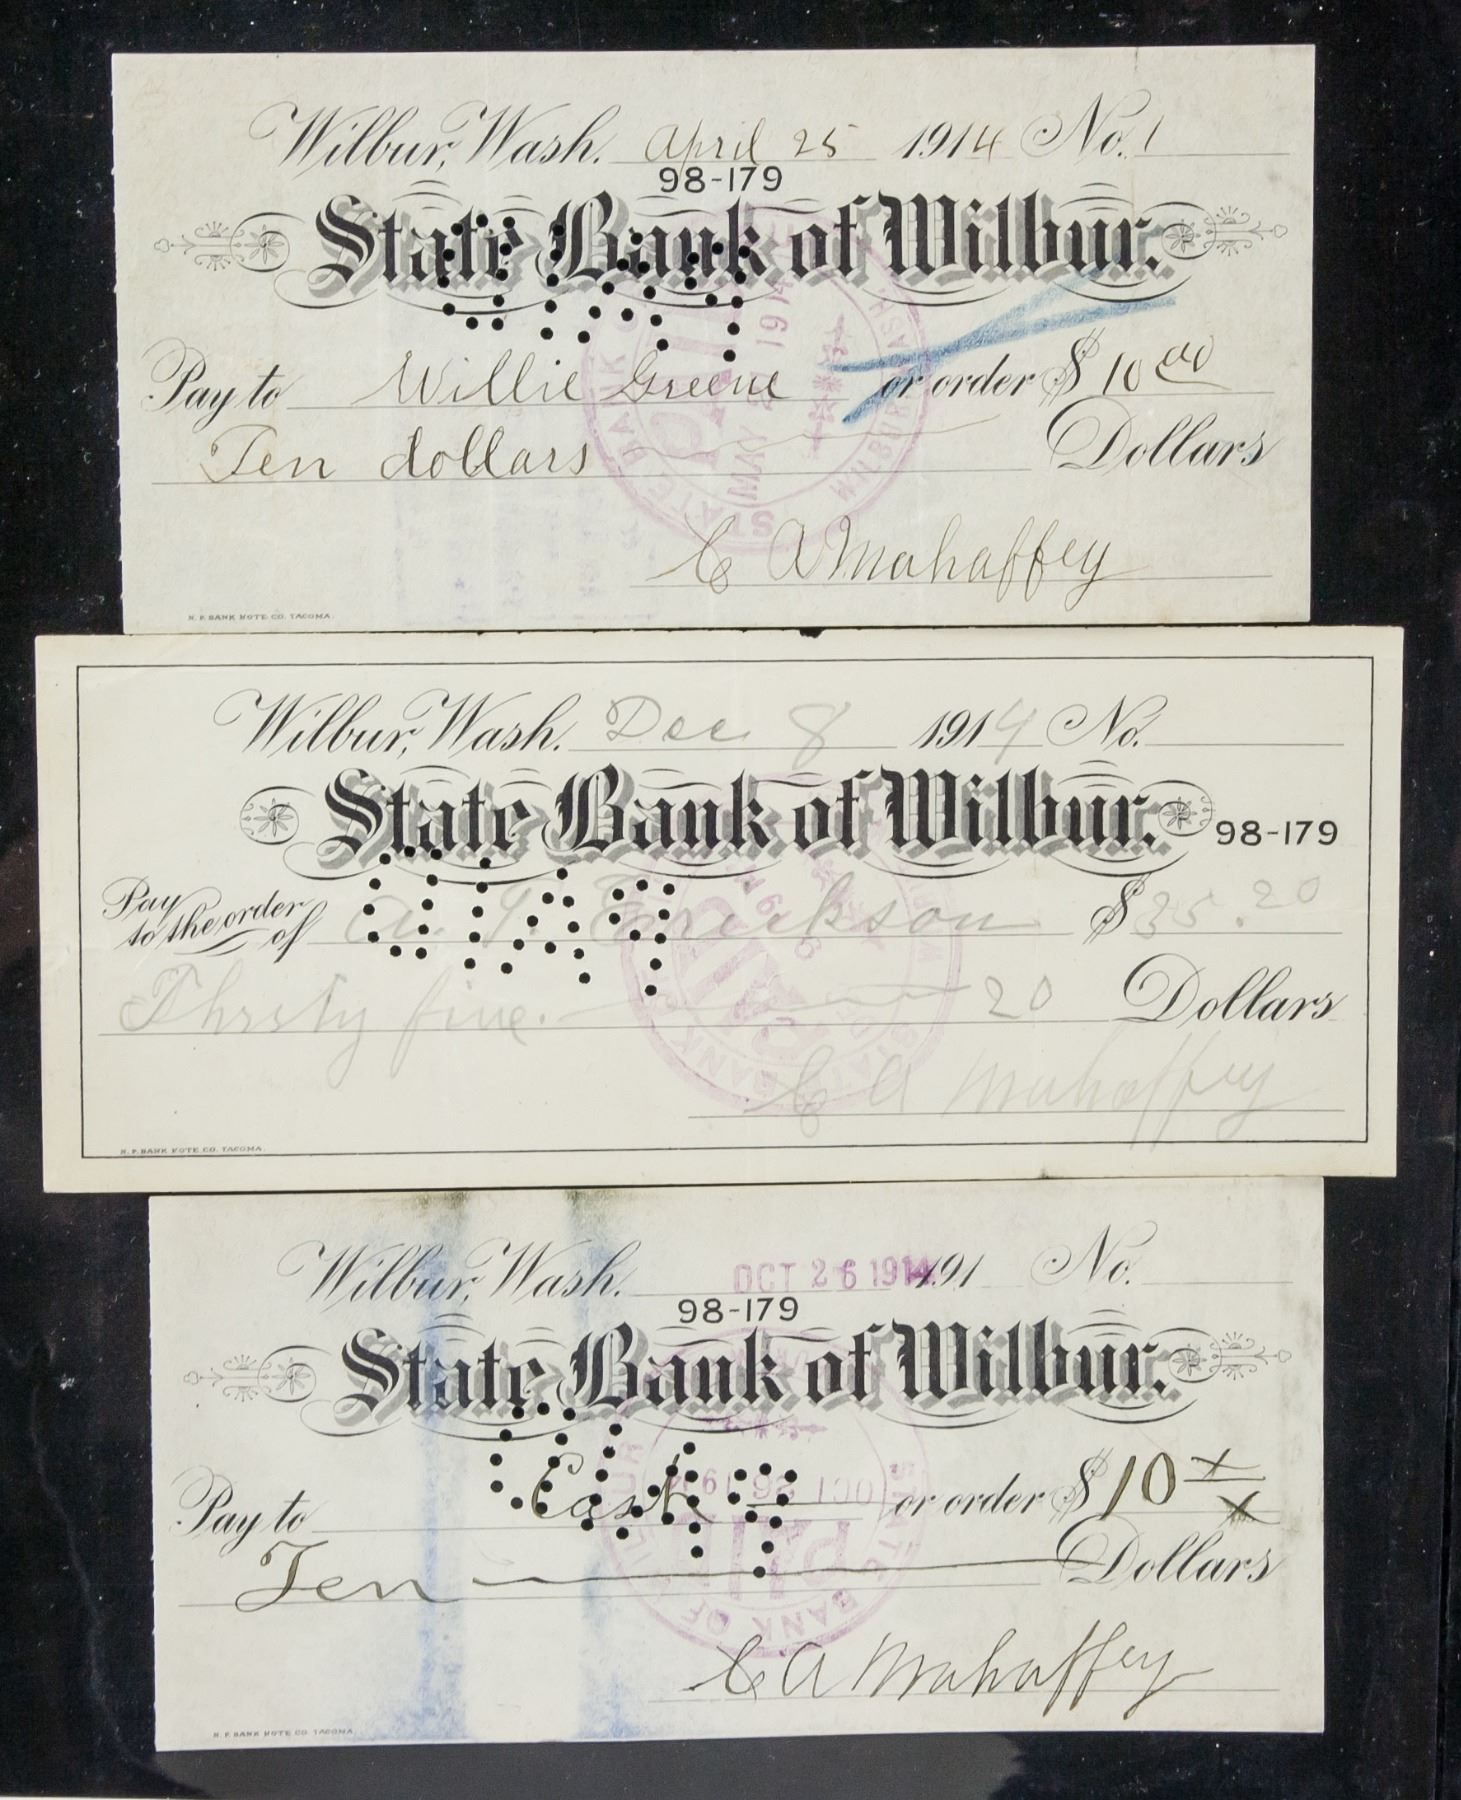 Wilbur, Wash. April 25 1914 No. 1
98-179
State Bank of Wilbur.
Pay to Willie Greene or order $ 10 00
Ten dollars Dollars
C A Mahaffey
N. P. BANK NOTE CO. TACOMA.
Wilbur, Wash. Dec 8 1914 No.
State Bank of Wilbur.
98-179
Pay to the order of A. Erickson $ 35.20
Thrsty five. 20 Dollars
C A Mahaffey
N. P. BANK NOTE CO. TACOMA.
Wilbur, Wash. OCT 26 1914 191 No.
98-179
State Bank of Wilbur.
Pay to Cash or order $ 10 x/x
Ten Dollars
C A Mahaffey
N. P. BANK NOTE CO. TACOMA.